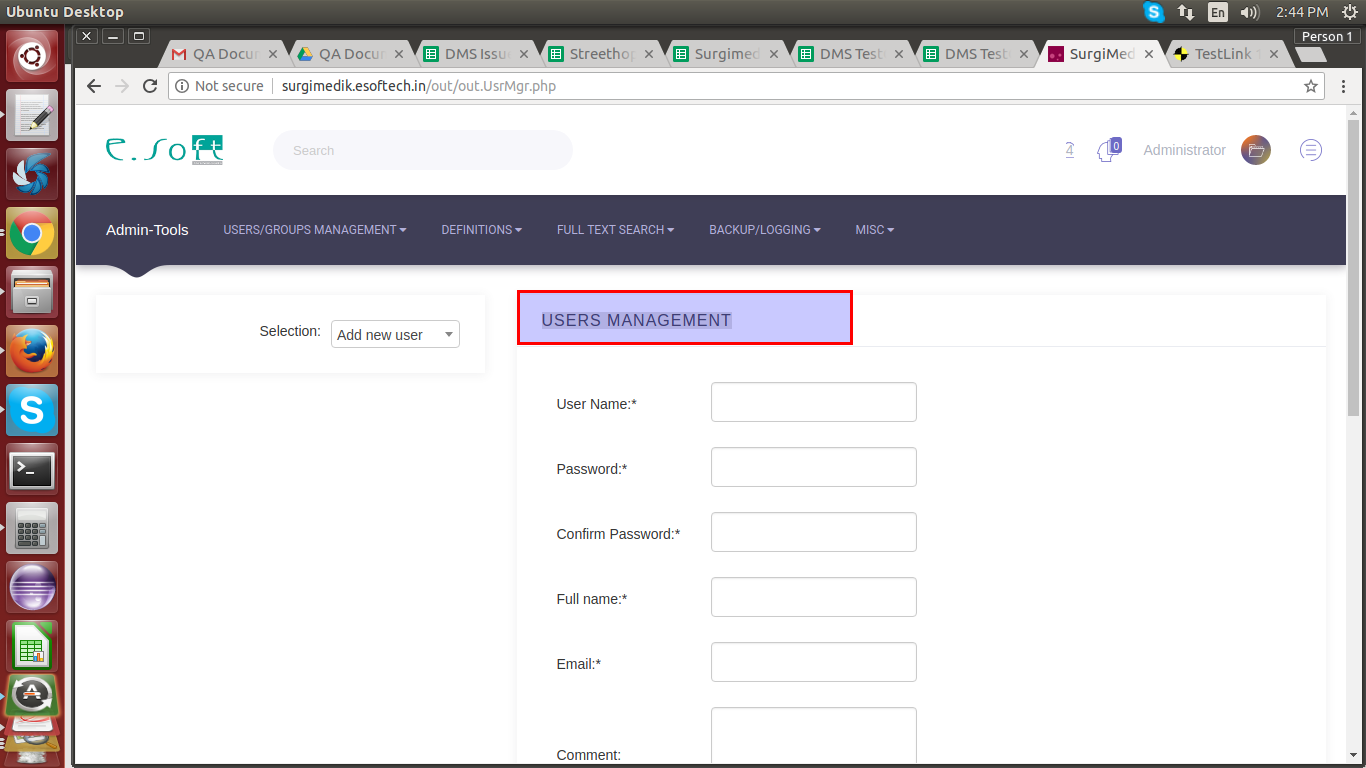 Ubuntu Desktop
En
2:44 PM
Person 1
QA Docu
QA Docun
DMS Issu
Streethop
Surgimed
DMS Test
DMS Test
SurgiMed
TestLink
Not secure
surgimedik.esoftech.in/out/out.UsrMgr.php
e.soft
Search
4
0
Administrator
Admin-Tools
USERS/GROUPS MANAGEMENT
DEFINITIONS
FULL TEXT SEARCH
BACKUP/LOGGING
MISC
Selection:
Add new user
USERS MANAGEMENT
User Name:*
Password:*
Confirm Password:*
Full name:*
Email:*
Comment: